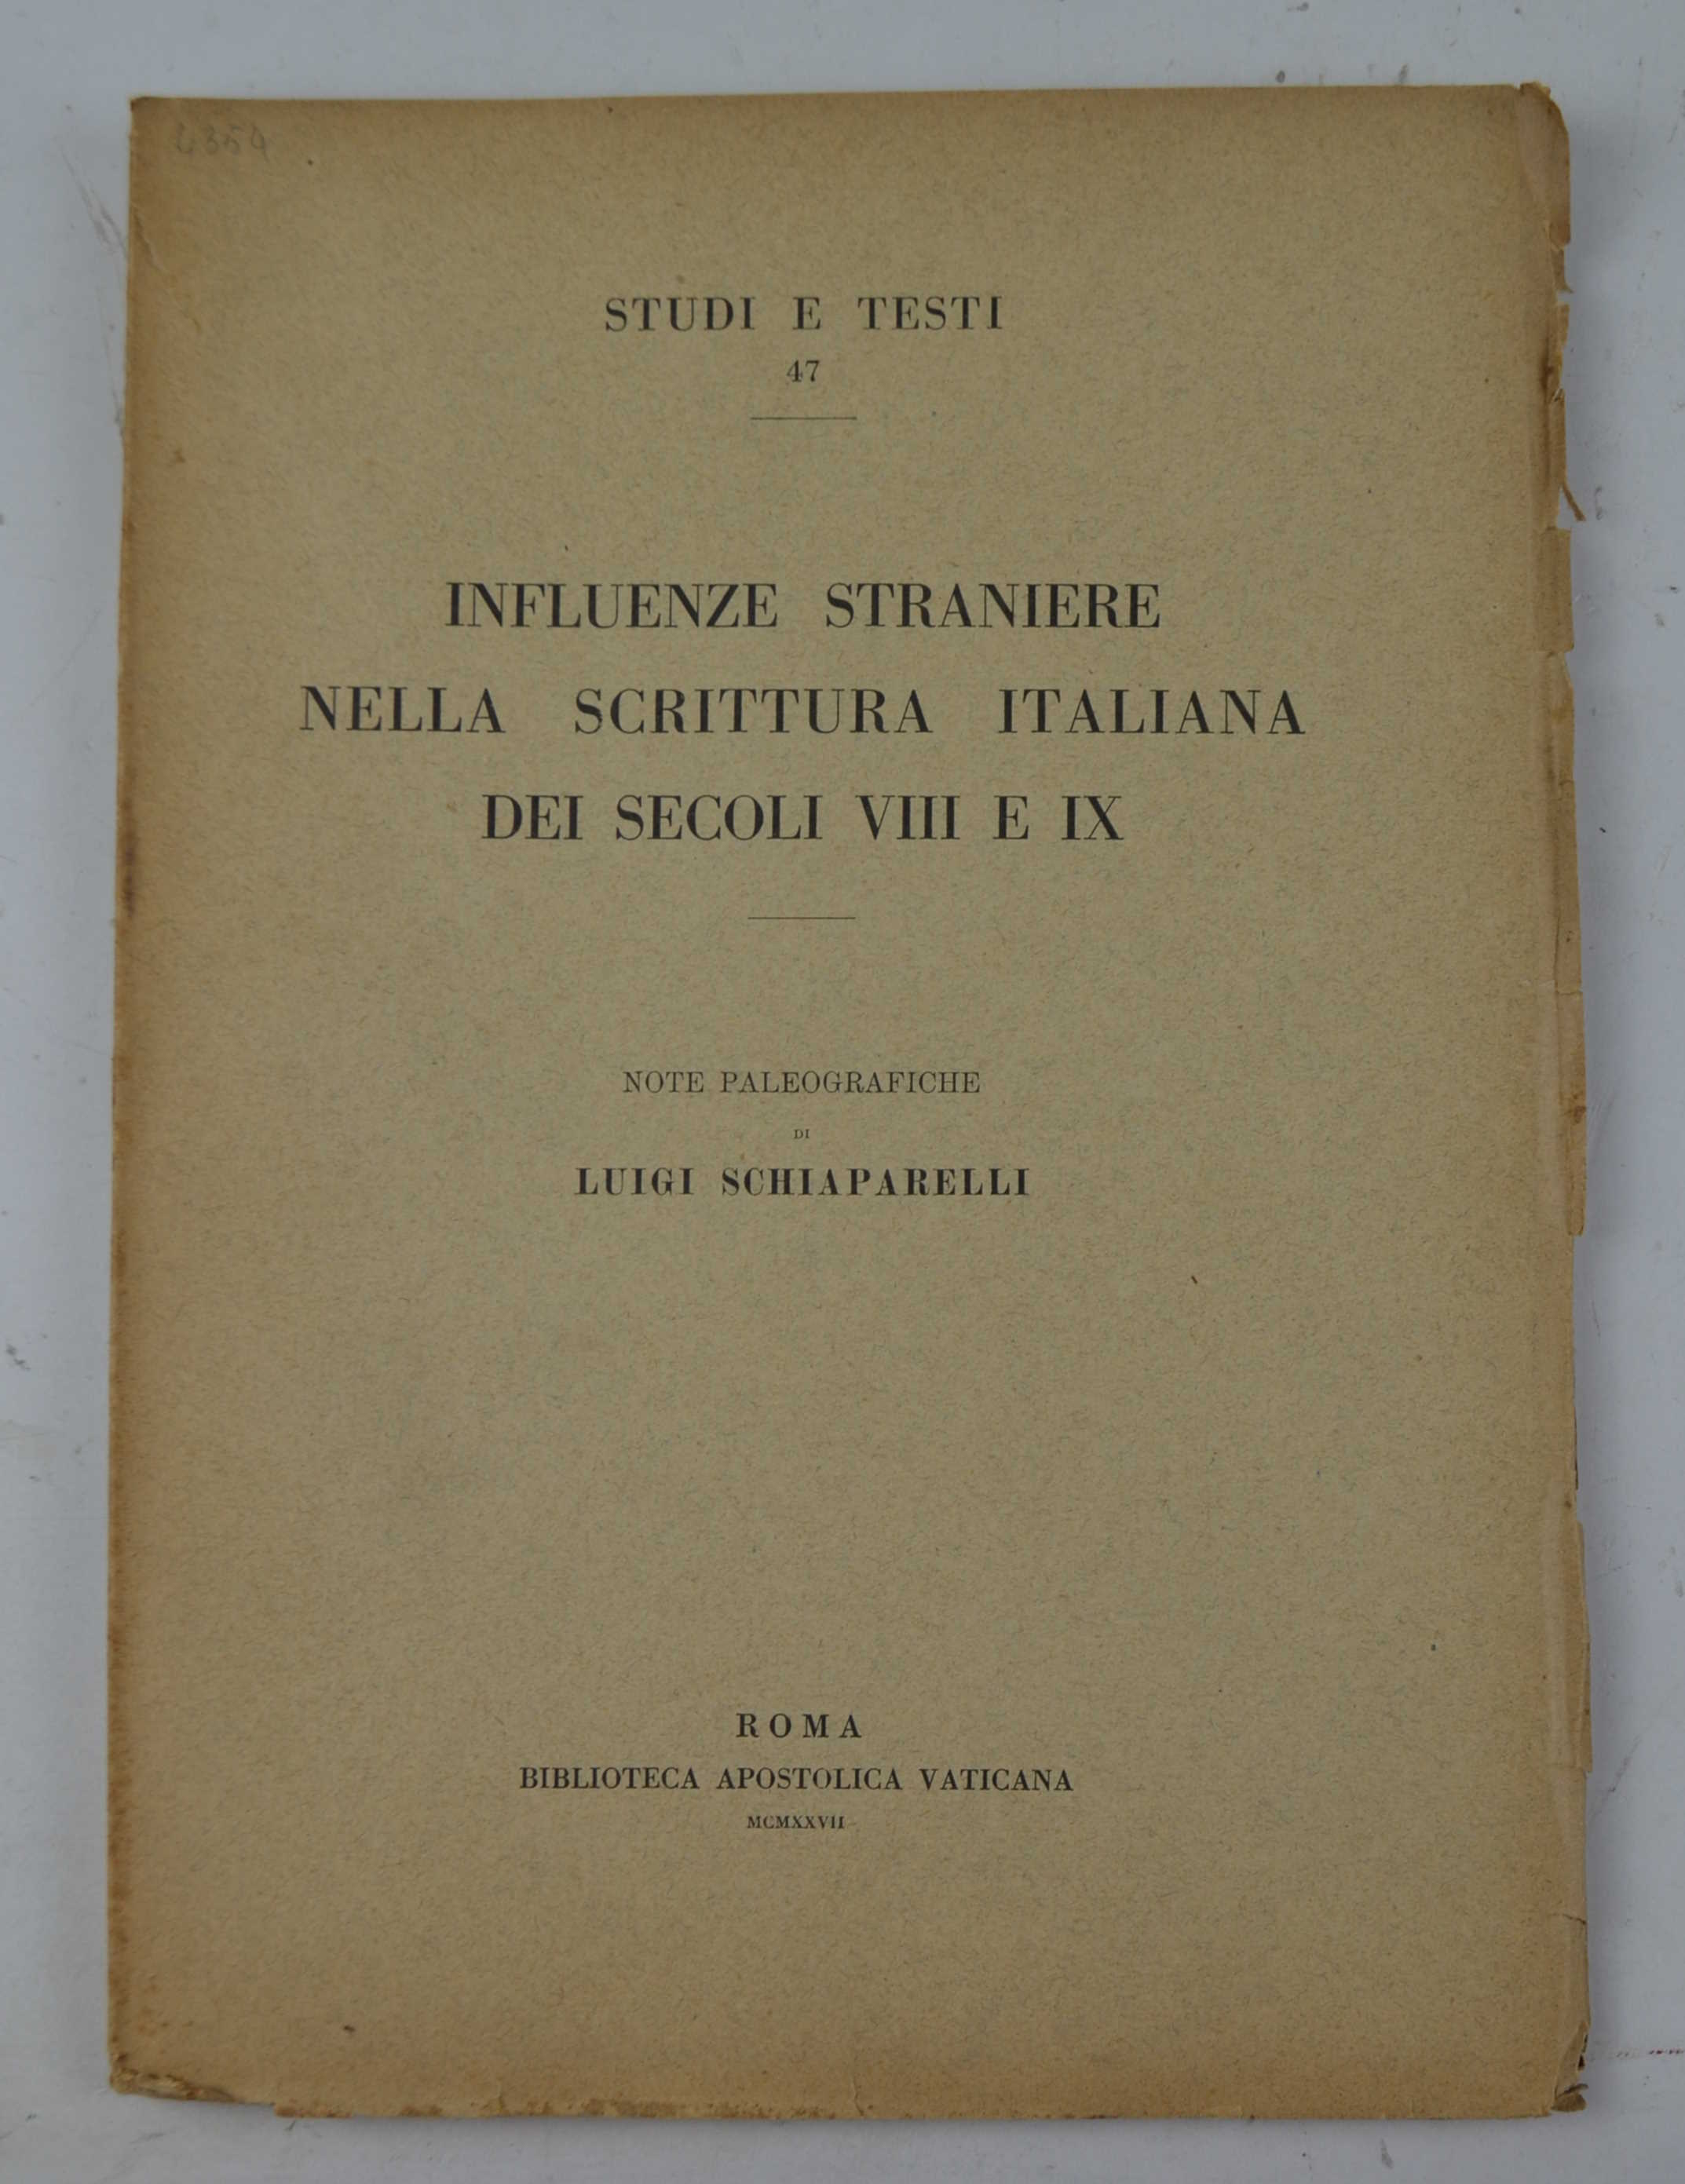 STUDI E TESTI
47
INFLUENZE STRANIERE
NELLA SCRITTURA ITALIANA
DEI SECOLI VIII E IX
NOTE PALEOGRAFICHE
DI
LUIGI SCHIAPARELLI
ROMA
BIBLIOTECA APOSTOLICA VATICANA
MCMXXVII